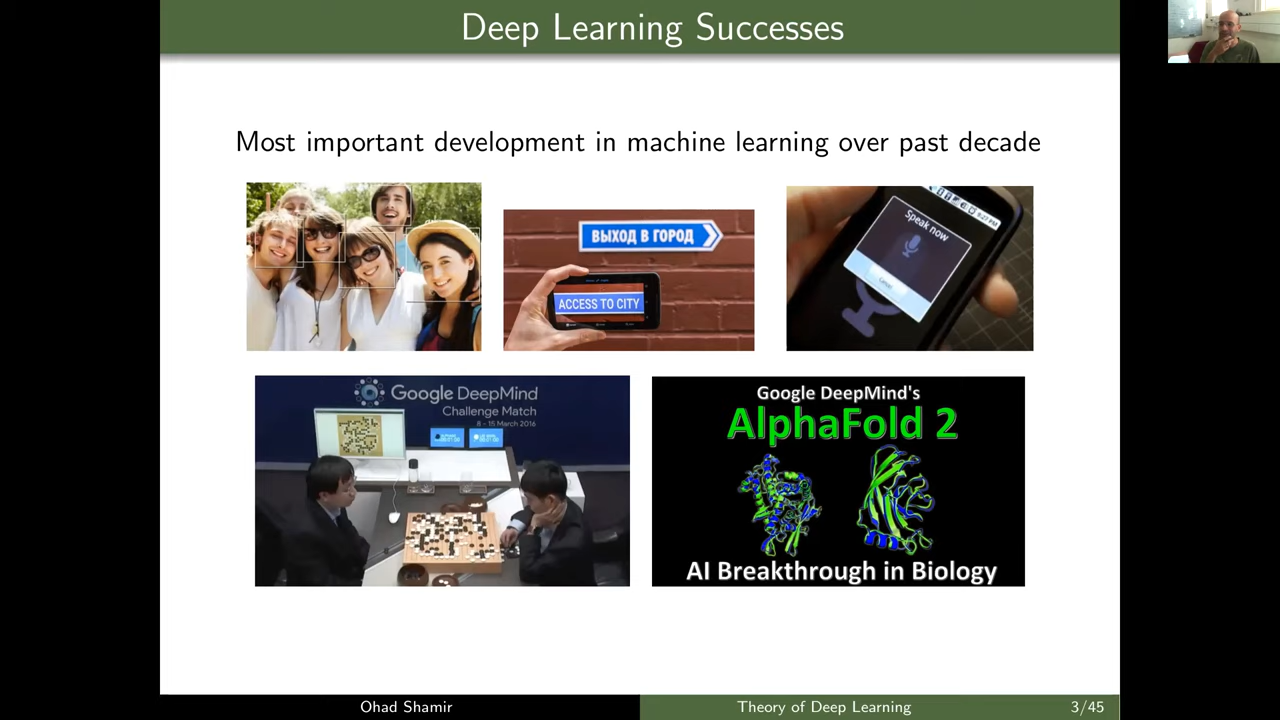 Deep Learning Successes
Most important development in machine learning over past decade
ВЫХОД В ГОРОД
ACCESS TO CITY
Speak now
Google DeepMind
Challenge Match
8 - 15 March 2016
Google DeepMind's
AlphaFold 2
AI Breakthrough in Biology
Ohad Shamir
Theory of Deep Learning
3/45